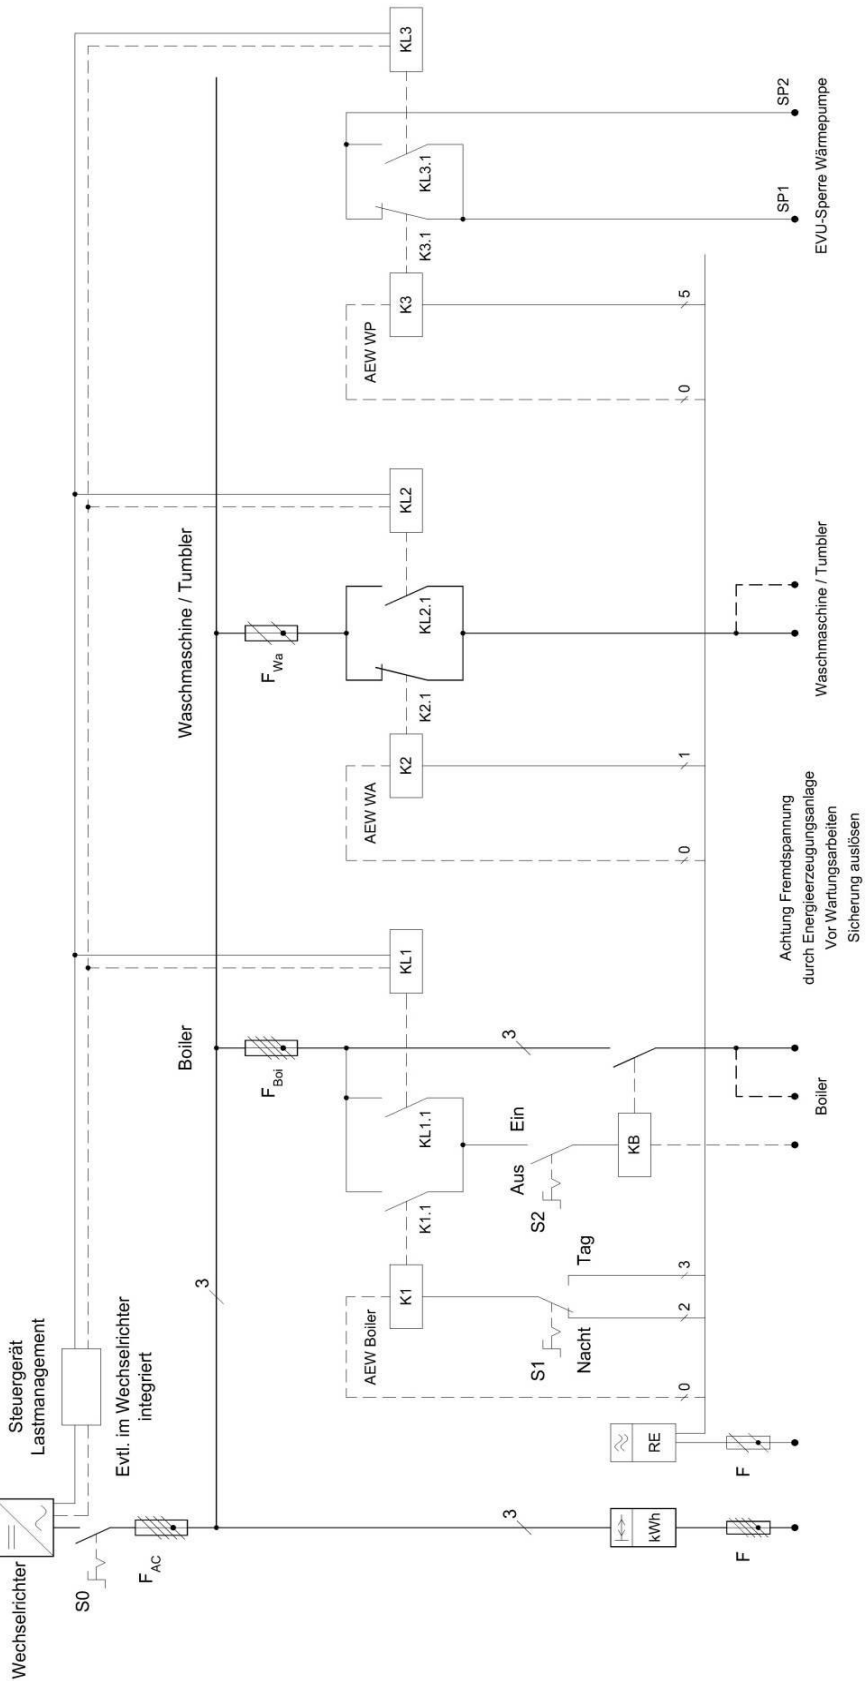 Wechselrichter
S0
F AC
Steuergerät
Lastmanagement
Evtl. im Wechselrichter
integriert
3
3
kWh
F
RE
F
Boiler
F Boi
AEW Boiler
K1
K1.1
KL1.1
KL1
S1
Nacht
Tag
0
2
3
S2
Aus
Ein
3
KB
Boiler
Achtung Fremdspannung
durch Energieerzeugungsanlage
Vor Wartungsarbeiten
Sicherung auslösen
Waschmaschine / Tumbler
F Wa
AEW WA
K2
K2.1
KL2.1
KL2
0
1
Waschmaschine / Tumbler
AEW WP
K3
K3.1
KL3.1
KL3
0
5
SP1
SP2
EVU-Sperre Wärmepumpe